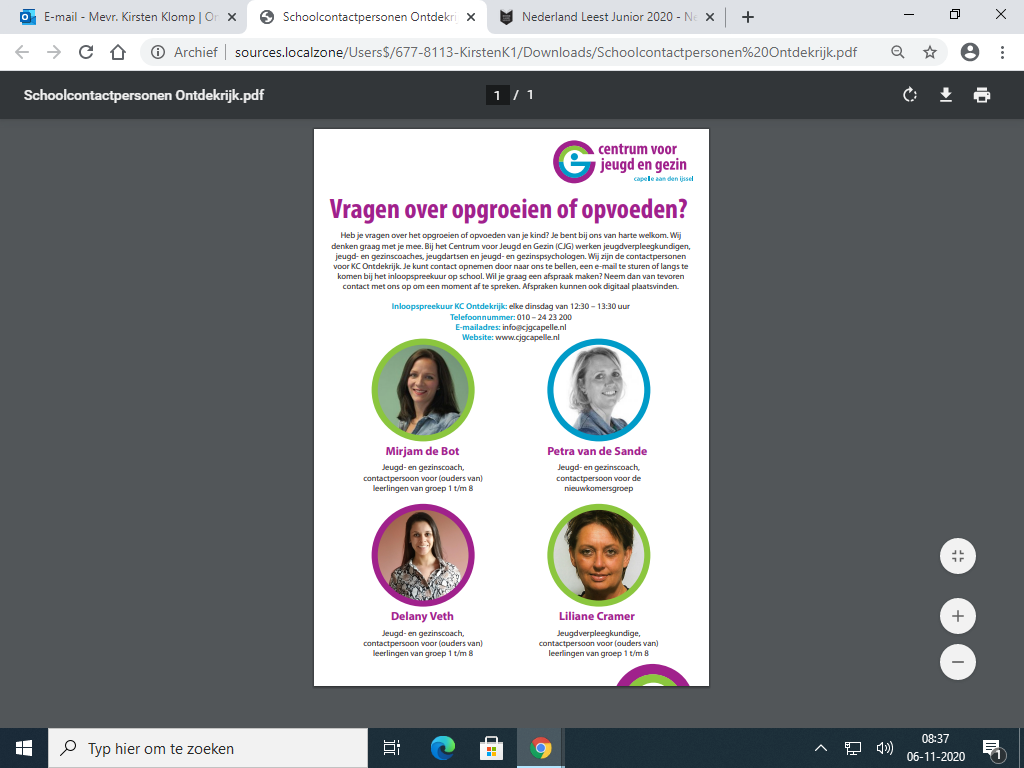 E-mail - Mevr. Kirsten Klomp | On
Schoolcontactpersonen Ontdekrij
Nederland Leest Junior 2020 - Ne
Archief | sources.localzone/Users$/677-8113-KirstenK1/Downloads/Schoolcontactpersonen%20Ontdekrijk.pdf
Schoolcontactpersonen Ontdekrijk.pdf
1 / 1
centrum voor
jeugd en gezin
capelle aan den ijssel
Vragen over opgroeien of opvoeden?
Heb je vragen over het opgroeien of opvoeden van je kind? Je bent bij ons van harte welkom. Wij
denken graag met je mee. Bij het Centrum voor Jeugd en Gezin (CJG) werken jeugdverpleegkundigen,
jeugd- en gezinscoaches, jeugdartsen en jeugd- en gezinspsychologen. Wij zijn de contactpersonen
voor KC Ontdekrijk. Je kunt contact opnemen door naar ons te bellen, een e-mail te sturen of langs te
komen bij het inloopspreekuur op school. Wil je graag een afspraak maken? Neem dan van tevoren
contact met ons op om een moment af te spreken. Afspraken kunnen ook digitaal plaatsvinden.
Inloopspreekuur KC Ontdekrijk: elke dinsdag van 12:30 – 13:30 uur
Telefoonnummer: 010 – 24 23 200
E-mailadres: info@cjgcapelle.nl
Website: www.cjgcapelle.nl
Mirjam de Bot
Jeugd- en gezinscoach,
contactpersoon voor (ouders van)
leerlingen van groep 1 t/m 8
Petra van de Sande
Jeugd- en gezinscoach,
contactpersoon voor de
nieuwkomersgroep
Delany Veth
Jeugd- en gezinscoach,
contactpersoon voor (ouders van)
leerlingen van groep 1 t/m 8
Liliane Cramer
Jeugdverpleegkundige,
contactpersoon voor (ouders van)
leerlingen van groep 1 t/m 8
Typ hier om te zoeken
08:37
06-11-2020
1